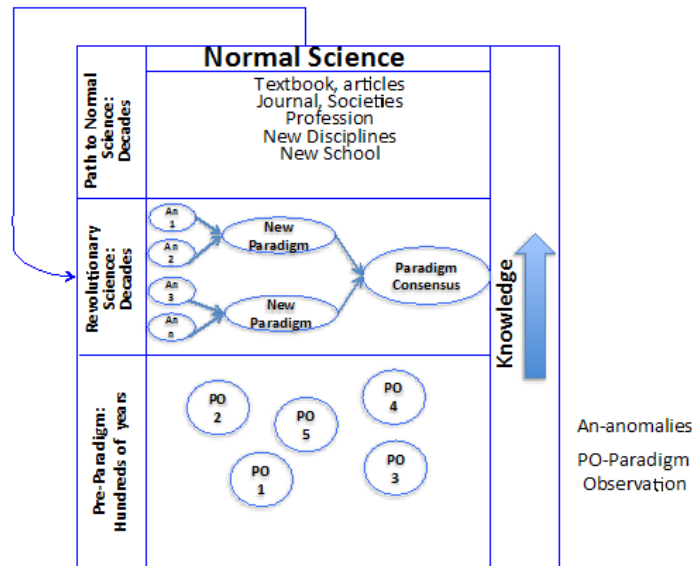 Normal Science
Path to Normal
Science:
Decades
Textbook, articles
Journal, Societies
Profession
New Disciplines
New School
Revolutionary
Science: Decades
An
1
An
2
An
3
An
n
New
Paradigm
New
Paradigm
Paradigm
Consensus
Knowledge
Pre-Paradigm:
Hundreds of years
PO
2
PO
5
PO
4
PO
1
PO
3
An-anomalies
PO-Paradigm
Observation